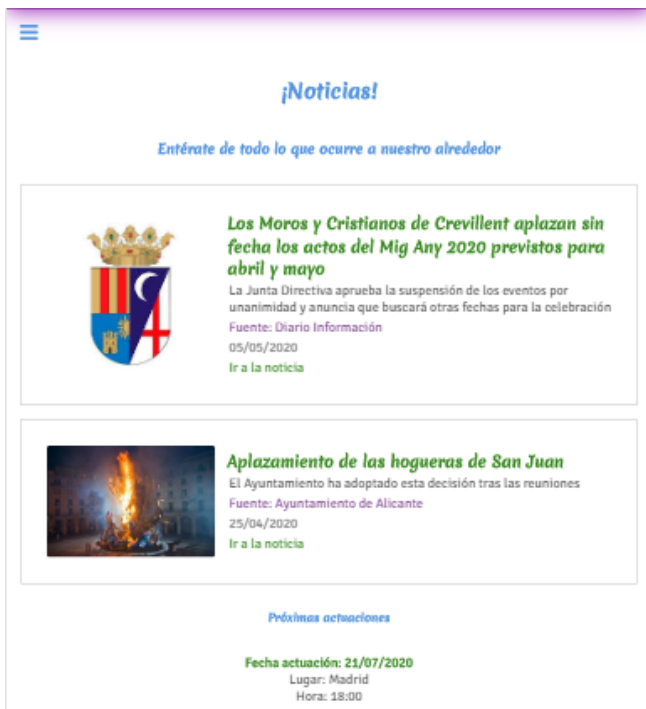 ¡Noticias!
Entérate de todo lo que ocurre a nuestro alrededor
Los Moros y Cristianos de Crevillent aplazan sin
fecha los actos del Mig Any 2020 previstos para
abril y mayo
La Junta Directiva aprueba la suspensión de los eventos por
unanimidad y anuncia que buscará otras fechas para la celebración
Fuente: Diario Información
05/05/2020
Ir a la noticia
Aplazamiento de las hogueras de San Juan
El Ayuntamiento ha adoptado esta decisión tras las reuniones
Fuente: Ayuntamiento de Alicante
25/04/2020
Ir a la noticia
Próximas actuaciones
Fecha actuación: 21/07/2020
Lugar: Madrid
Hora: 18:00